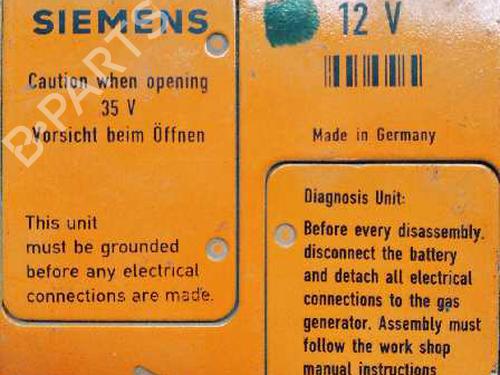 SIEMENS
Caution when opening
35 V
Vorsicht beim Öffnen
This unit
must be grounded
before any electrical
connections are made.
12 V
Made in Germany
Diagnosis Unit:
Before every disassembly.
disconnect the battery
and detach all electrical
connections to the gas
generator. Assembly must
follow the work shop
manual instructions
B-PARTS